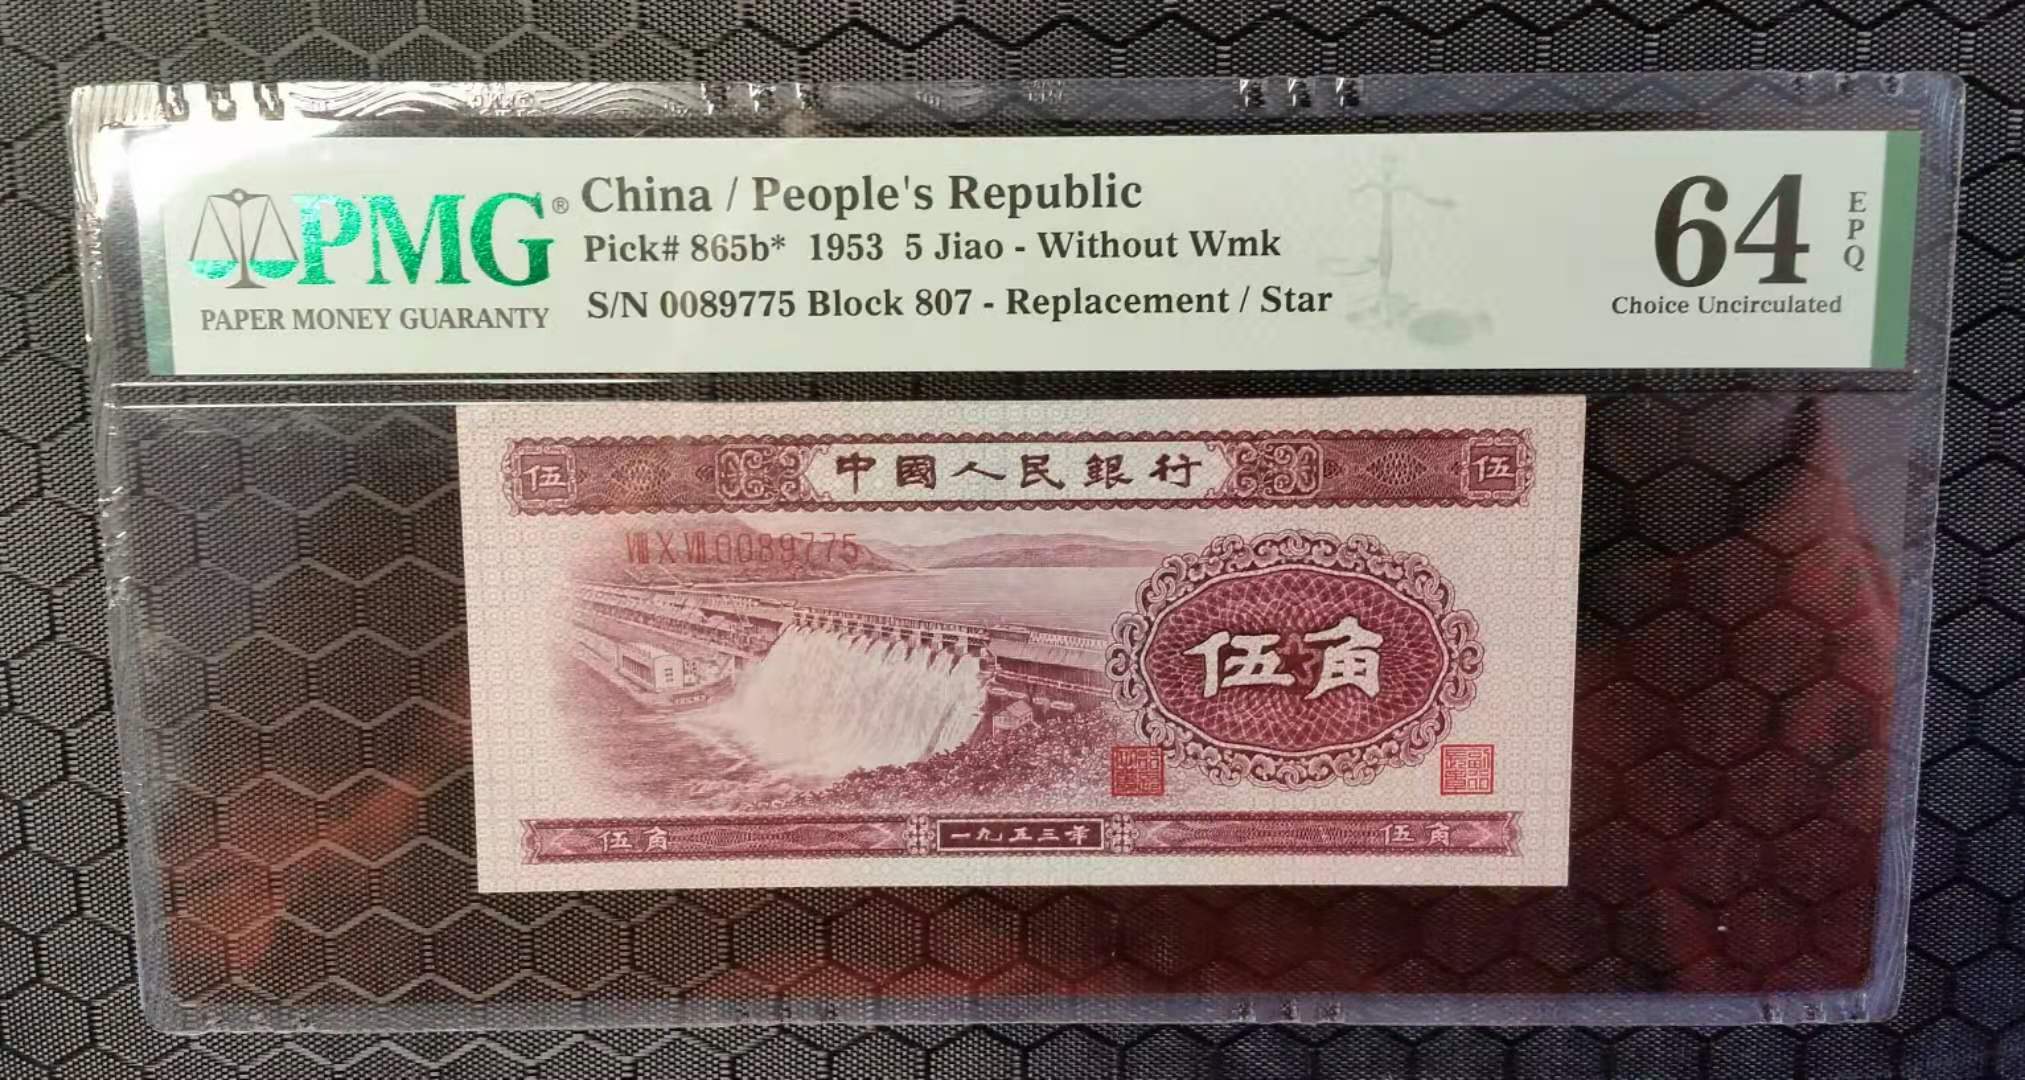 PMG®
PAPER MONEY GUARANTY
China / People's Republic
Pick# 865b* 1953 5 Jiao - Without Wmk
S/N 0089775 Block 807 - Replacement / Star
64
EPQ
Choice Uncirculated
伍 中國人民銀行 伍
Ⅷ Ⅹ Ⅶ 0089775
伍角
伍角 一九五三年 伍角